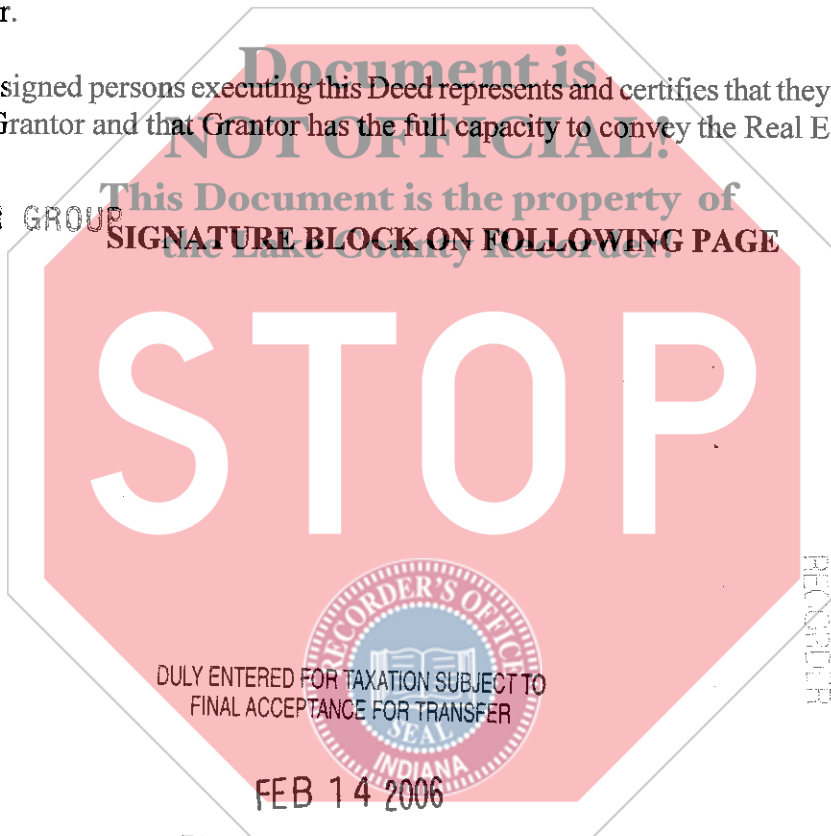 r.
Document is
signed persons executing this Deed represents and certifies that they
Grantor and that Grantor has the full capacity to convey the Real E
NOT OFFICIAL!
This Document is the property of
GROUP
SIGNATURE BLOCK ON FOLLOWING PAGE
the Lake County Recorder!
STOP
RECORDER
RECORDER'S OFFICE
DULY ENTERED FOR TAXATION SUBJECT TO
FINAL ACCEPTANCE FOR TRANSFER
SEAL
INDIANA
FEB 14 2006